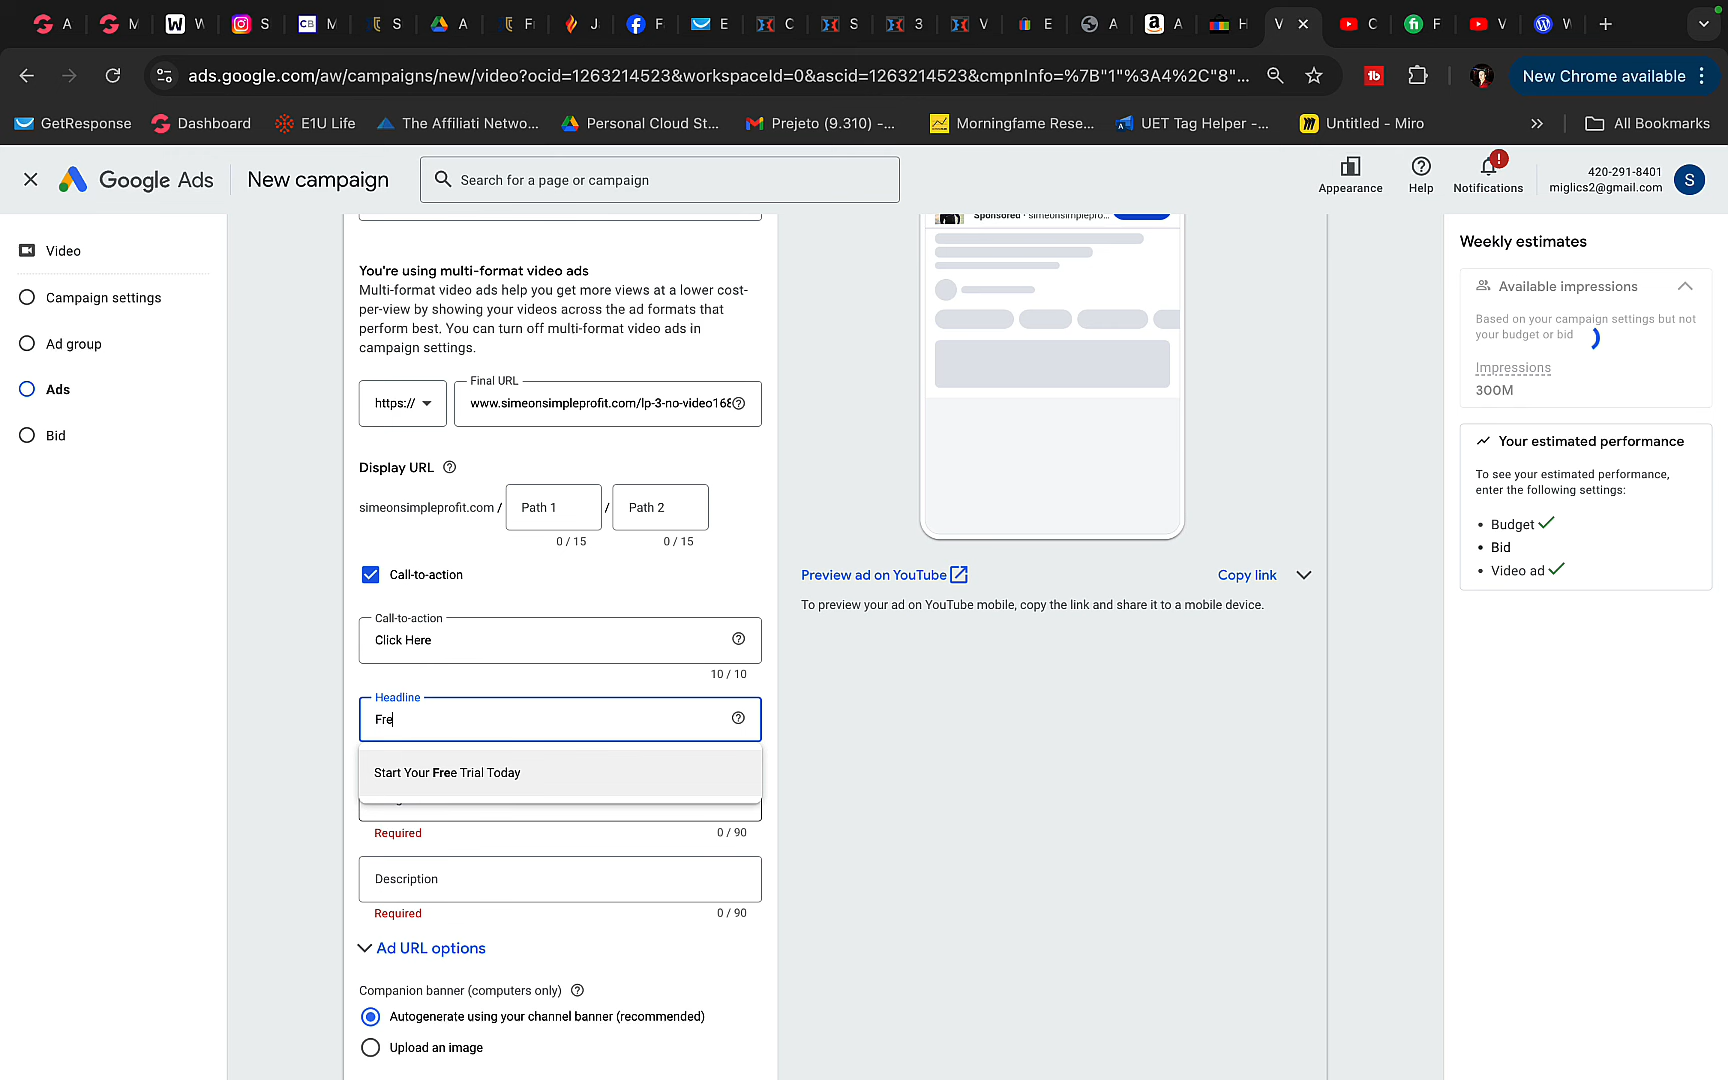 A
M
W
S
M
S
A
F
J
F
E
C
S
3
V
E
A
A
H
V
C
F
V
W
ads.google.com/aw/campaigns/new/video?ocid=1263214523&workspaceId=0&ascid=1263214523&cmpnInfo=%7B"1"%3A4%2C"8"...
New Chrome available
GetResponse
Dashboard
E1U Life
The Affiliati Netwo...
Personal Cloud St...
Prejeto (9.310) -...
Morningfame Rese...
UET Tag Helper -...
Untitled - Miro
All Bookmarks
Google Ads
New campaign
Search for a page or campaign
Appearance
Help
Notifications
420-291-8401
miglics2@gmail.com
S
Video
Campaign settings
Ad group
Ads
Bid
You're using multi-format video ads
Multi-format video ads help you get more views at a lower cost-
per-view by showing your videos across the ad formats that
perform best. You can turn off multi-format video ads in
campaign settings.
https://
Final URL
www.simeonsimpleprofit.com/lp-3-no-video168
Display URL
simeonsimpleprofit.com /
Path 1
/
Path 2
0 / 15
0 / 15
Call-to-action
Call-to-action
Click Here
10 / 10
Headline
Fre
Start Your Free Trial Today
Required
0 / 90
Description
Required
0 / 90
Ad URL options
Companion banner (computers only)
Autogenerate using your channel banner (recommended)
Upload an image
Sponsored · simeonsimplepro...
Preview ad on YouTube
Copy link
To preview your ad on YouTube mobile, copy the link and share it to a mobile device.
Weekly estimates
Available impressions
Based on your campaign settings but not
your budget or bid
Impressions
300M
Your estimated performance
To see your estimated performance,
enter the following settings:
• Budget
• Bid
• Video ad